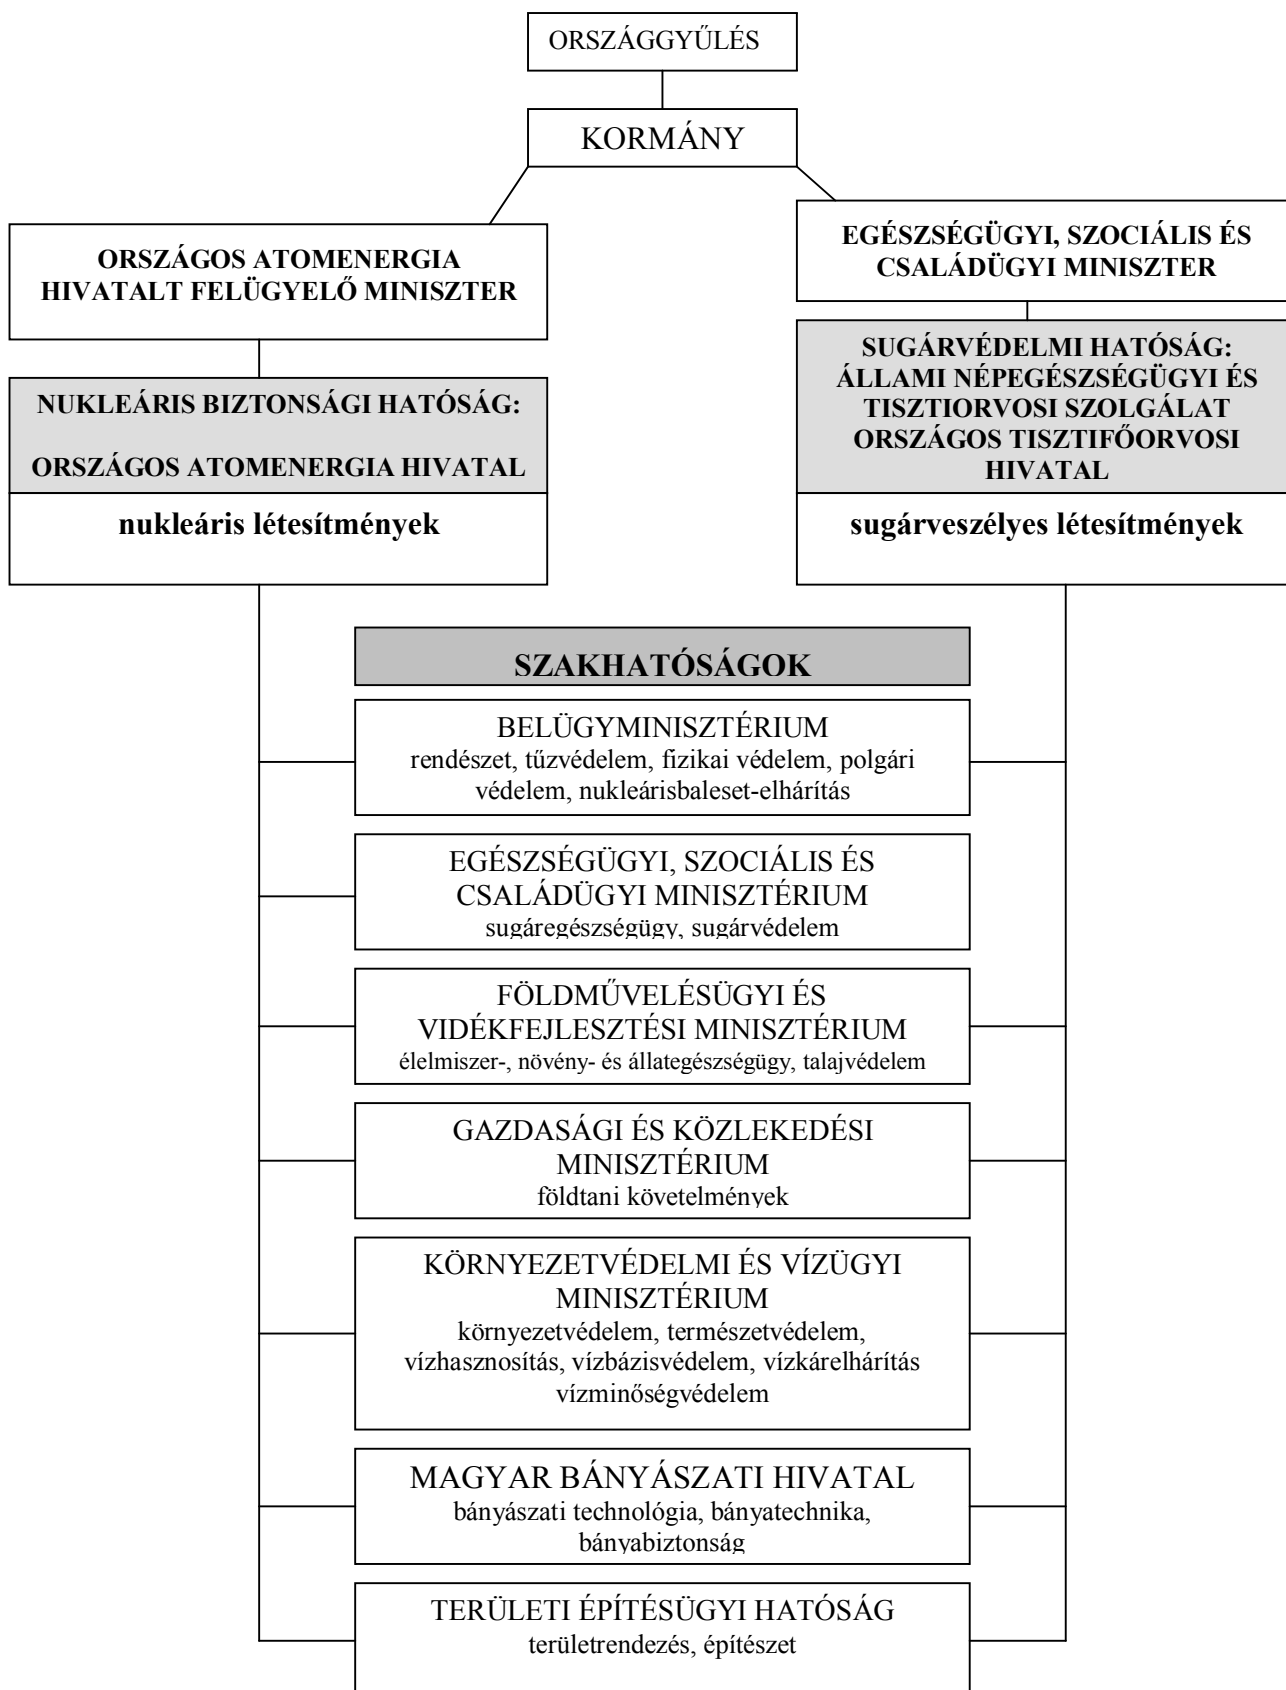 ORSZÁGGYŰLÉS
KORMÁNY
ORSZÁGOS ATOMENERGIA
HIVATALT FELÜGYELŐ MINISZTER
EGÉSZSÉGÜGYI, SZOCIÁLIS ÉS
CSALÁDÜGYI MINISZTER
NUKLEÁRIS BIZTONSÁGI HATÓSÁG:
ORSZÁGOS ATOMENERGIA HIVATAL
nukleáris létesítmények
SUGÁRVÉDELMI HATÓSÁG:
ÁLLAMI NÉPEGÉSZSÉGÜGYI ÉS
TISZTIORVOSI SZOLGÁLAT
ORSZÁGOS TISZTIFŐORVOSI
HIVATAL
sugárveszélyes létesítmények
SZAKHATÓSÁGOK
BELÜGYMINISZTÉRIUM
rendészet, tűzvédelem, fizikai védelem, polgári
védelem, nukleárisbaleset-elhárítás
EGÉSZSÉGÜGYI, SZOCIÁLIS ÉS
CSALÁDÜGYI MINISZTÉRIUM
sugáregészségügy, sugárvédelem
FÖLDMŰVELÉSÜGYI ÉS
VIDÉKFEJLESZTÉSI MINISZTÉRIUM
élelmiszer-, növény- és állategészségügy, talajvédelem
GAZDASÁGI ÉS KÖZLEKEDÉSI
MINISZTÉRIUM
földtani követelmények
KÖRNYEZETVÉDELMI ÉS VÍZÜGYI
MINISZTÉRIUM
környezetvédelem, természetvédelem,
vízhasznosítás, vízbázisvédelem, vízkárelhárítás
vízminőségvédelem
MAGYAR BÁNYÁSZATI HIVATAL
bányászati technológia, bányatechnika,
bányabiztonság
TERÜLETI ÉPÍTÉSÜGYI HATÓSÁG
területrendezés, építészet